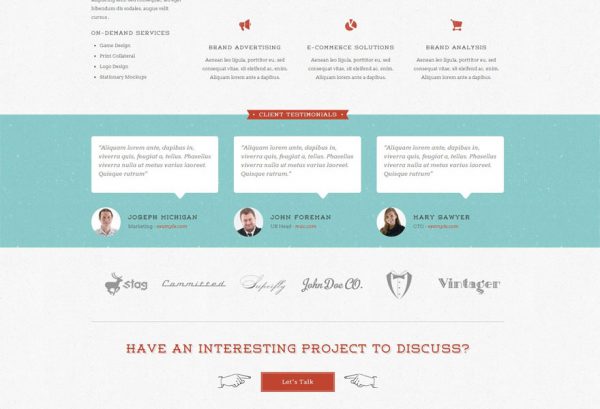 liben dum dis sodales, augue velit
cursus .
ON-DEMAND SERVICES
Game Design
Print Collateral
Logo Design
Stationary Mockups
BRAND ADVERTISING
Aenean leo ligula, porttitor eu, sed
consequat vitae, sit eleifend ac, enim.
Aliquam lorem ante a dapibus.
E-COMMERCE SOLUTIONS
Aenean leo ligula, porttitor eu, sed
consequat vitae, sit eleifend ac, enim.
Aliquam lorem ante a dapibus.
BRAND ANALYSIS
Aenean leo ligula, porttitor eu, sed
consequat vitae, sit eleifend ac, enim.
Aliquam lorem ante a dapibus.
• CLIENT TESTIMONIALS •
"Aliquam lorem ante, dapibus in,
viverra quis, feugiat a, tellus. Phasellus
viverra nulla ut metus varius laoreet.
Quisque rutrum"
JOSEPH MICHIGAN
Marketing - example.com
"Aliquam lorem ante, dapibus in,
viverra quis, feugiat a, tellus. Phasellus
viverra nulla ut metus varius laoreet.
Quisque rutrum."
JOHN FOREMAN
UX Head - moz.com
"Aliquam lorem ante, dapibus in,
viverra quis, feugiat a, tellus. Phasellus
viverra nulla ut metus varius laoreet.
Quisque rutrum"
MARY SAWYER
CTO - example.com
stag
Committed
Superfly
John Doe CO.
Vintager
HAVE AN INTERESTING PROJECT TO DISCUSS?
Let's Talk